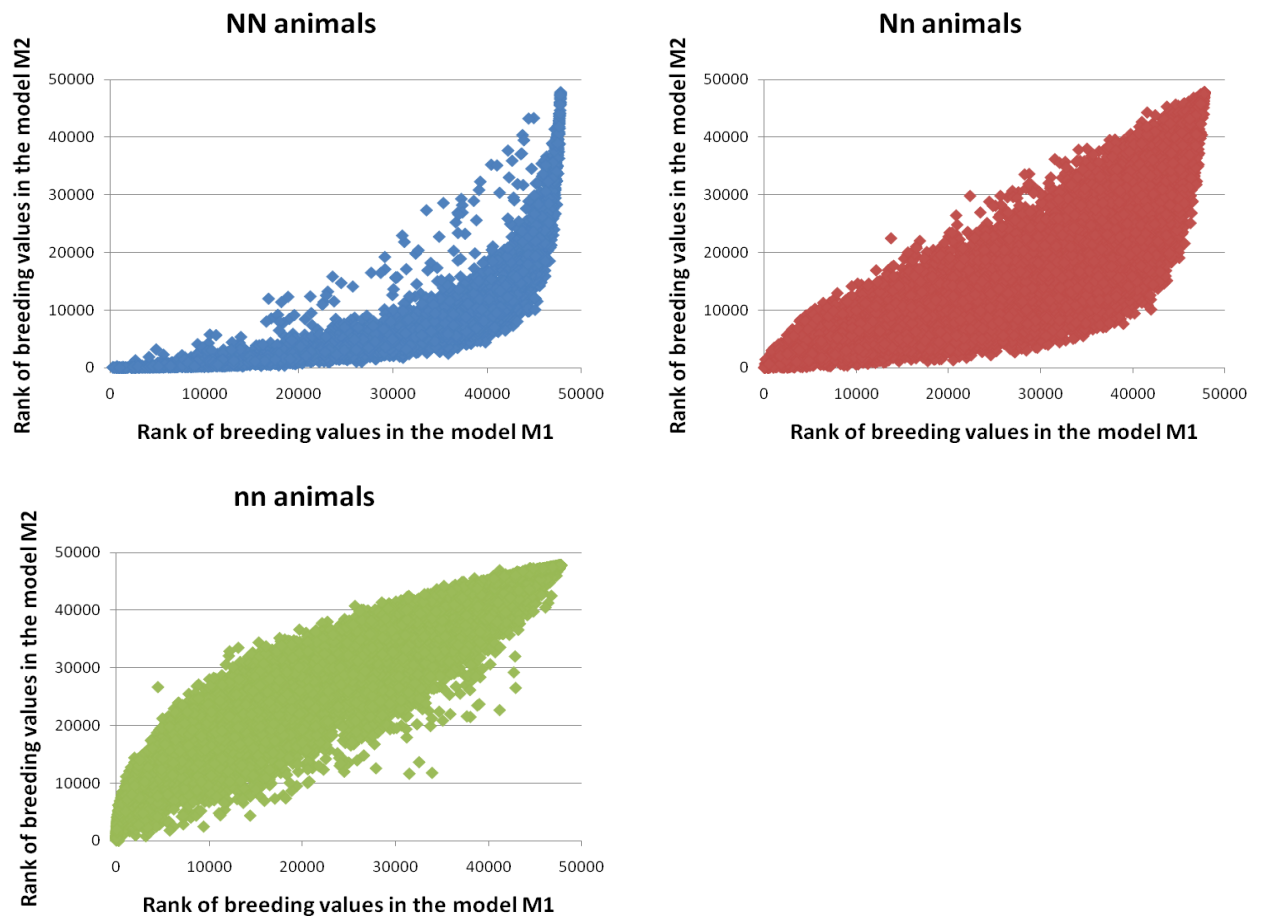 NN animals
Rank of breeding values in the model M2
50000
40000
30000
20000
10000
0
0 10000 20000 30000 40000 50000
Rank of breeding values in the model M1
Nn animals
Rank of breeding values in the model M2
50000
40000
30000
20000
10000
0
0 10000 20000 30000 40000 50000
Rank of breeding values in the model M1
nn animals
Rank of breeding values in the model M2
50000
40000
30000
20000
10000
0
0 10000 20000 30000 40000 50000
Rank of breeding values in the model M1